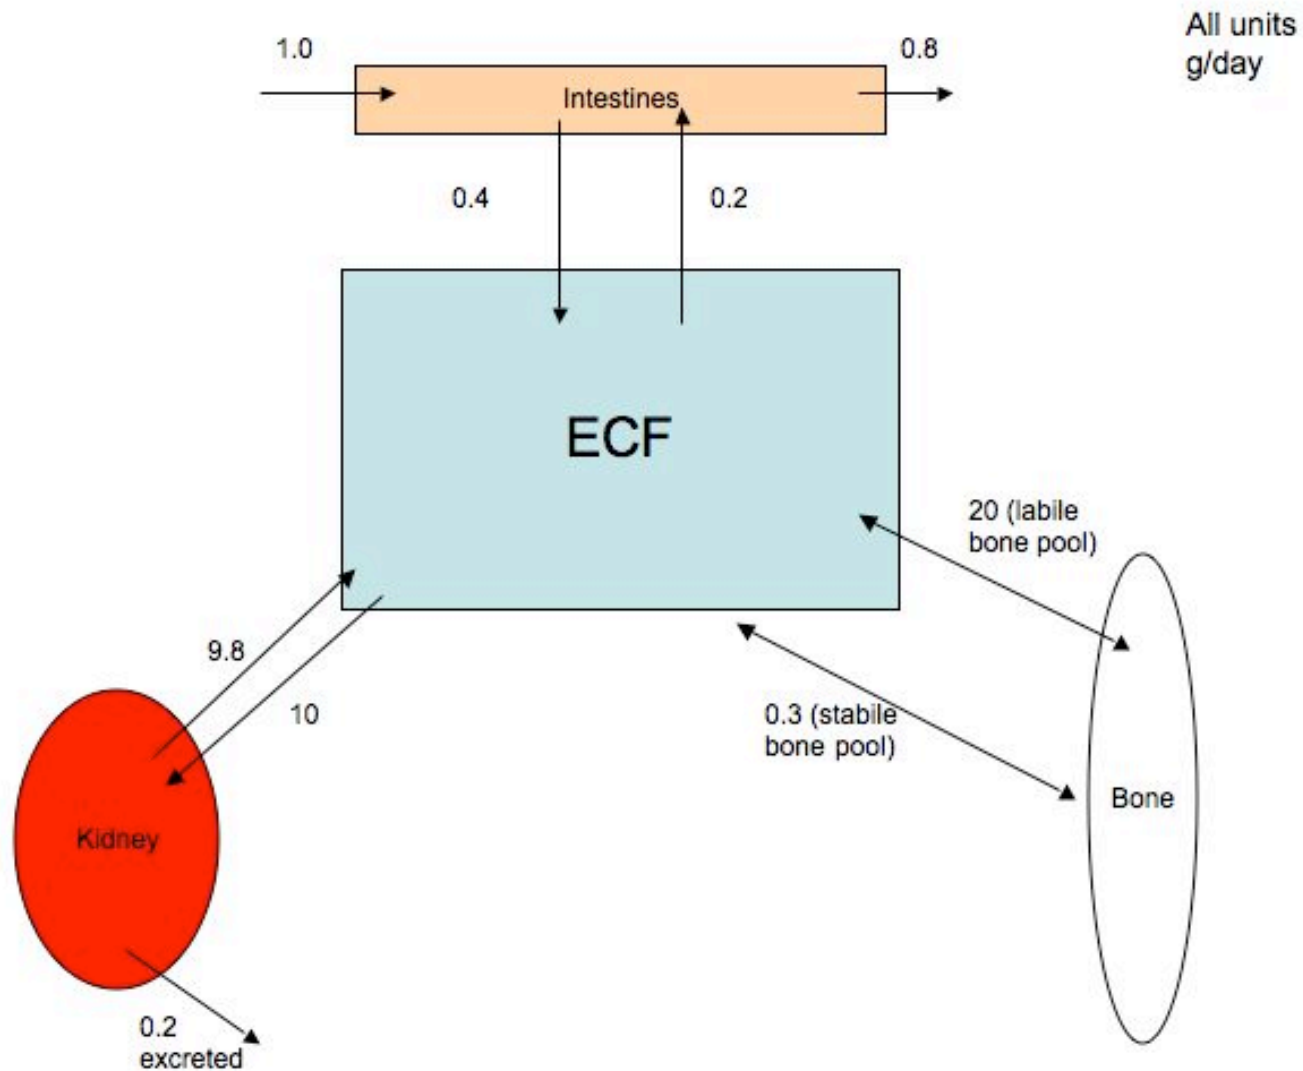 All units
g/day
1.0
0.8
Intestines
0.4
0.2
ECF
20 (labile
bone pool)
9.8
10
0.3 (stabile
bone pool)
Bone
Kidney
0.2
excreted